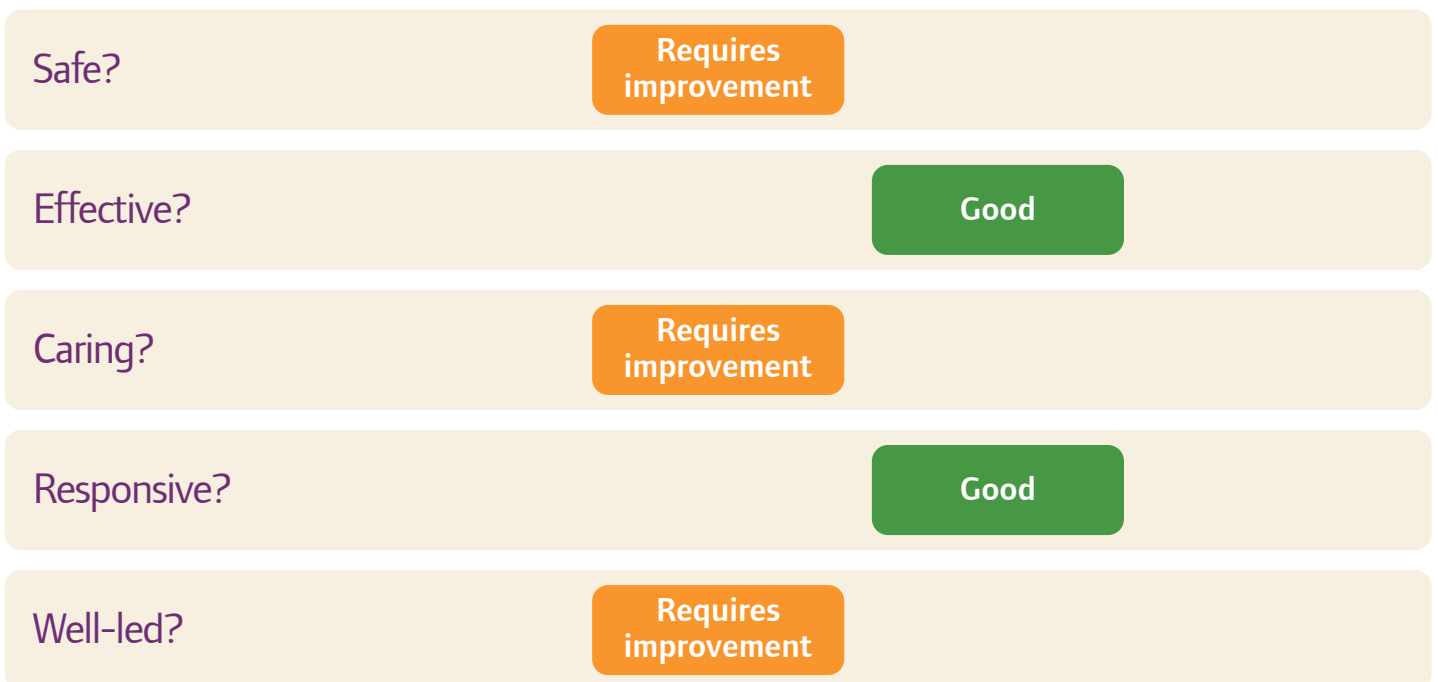 Safe?
Requires
improvement
Effective?
Good
Caring?
Requires
improvement
Responsive?
Good
Well-led?
Requires
improvement